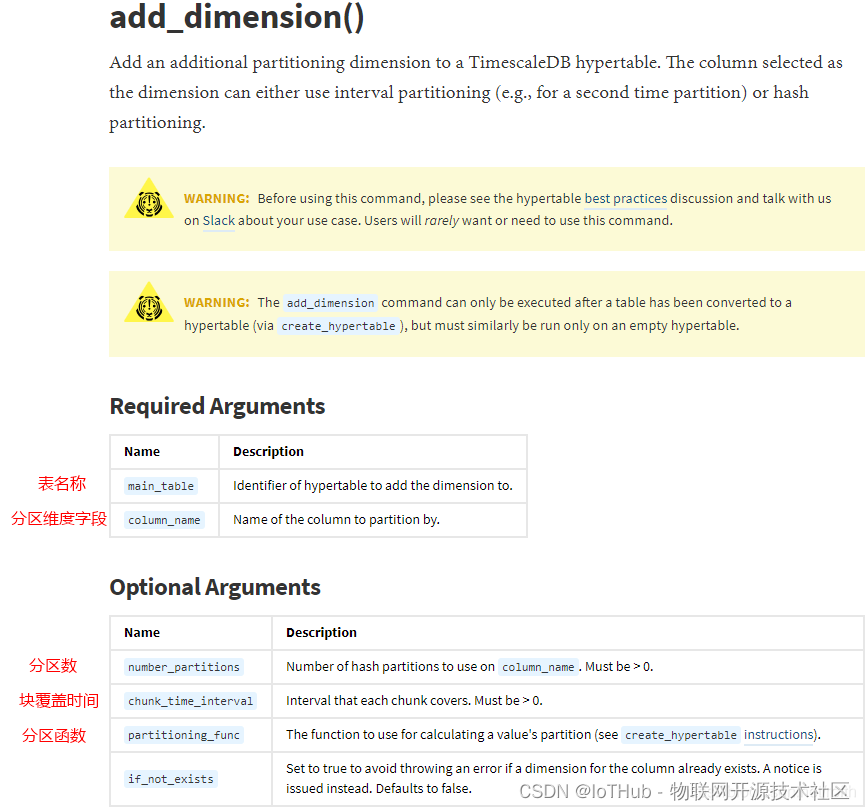 add_dimension()
Add an additional partitioning dimension to a TimescaleDB hypertable. The column selected as
the dimension can either use interval partitioning (e.g., for a second time partition) or hash
partitioning.
WARNING: Before using this command, please see the hypertable best practices discussion and talk with us
on Slack about your use case. Users will rarely want or need to use this command.
WARNING: The add_dimension command can only be executed after a table has been converted to a
hypertable (via create_hypertable), but must similarly be run only on an empty hypertable.
Required Arguments
Name Description
表名称 main_table Identifier of hypertable to add the dimension to.
分区维度字段 column_name Name of the column to partition by.
Optional Arguments
Name Description
分区数 number_partitions Number of hash partitions to use on column_name. Must be > 0.
块覆盖时间 chunk_time_interval Interval that each chunk covers. Must be > 0.
分区函数 partitioning_func The function to use for calculating a value's partition (see create_hypertable instructions).
if_not_exists Set to true to avoid throwing an error if a dimension for the column already exists. A notice is
issued instead. Defaults to false.
CSDN @IoTHub - 物联网开源技术社区